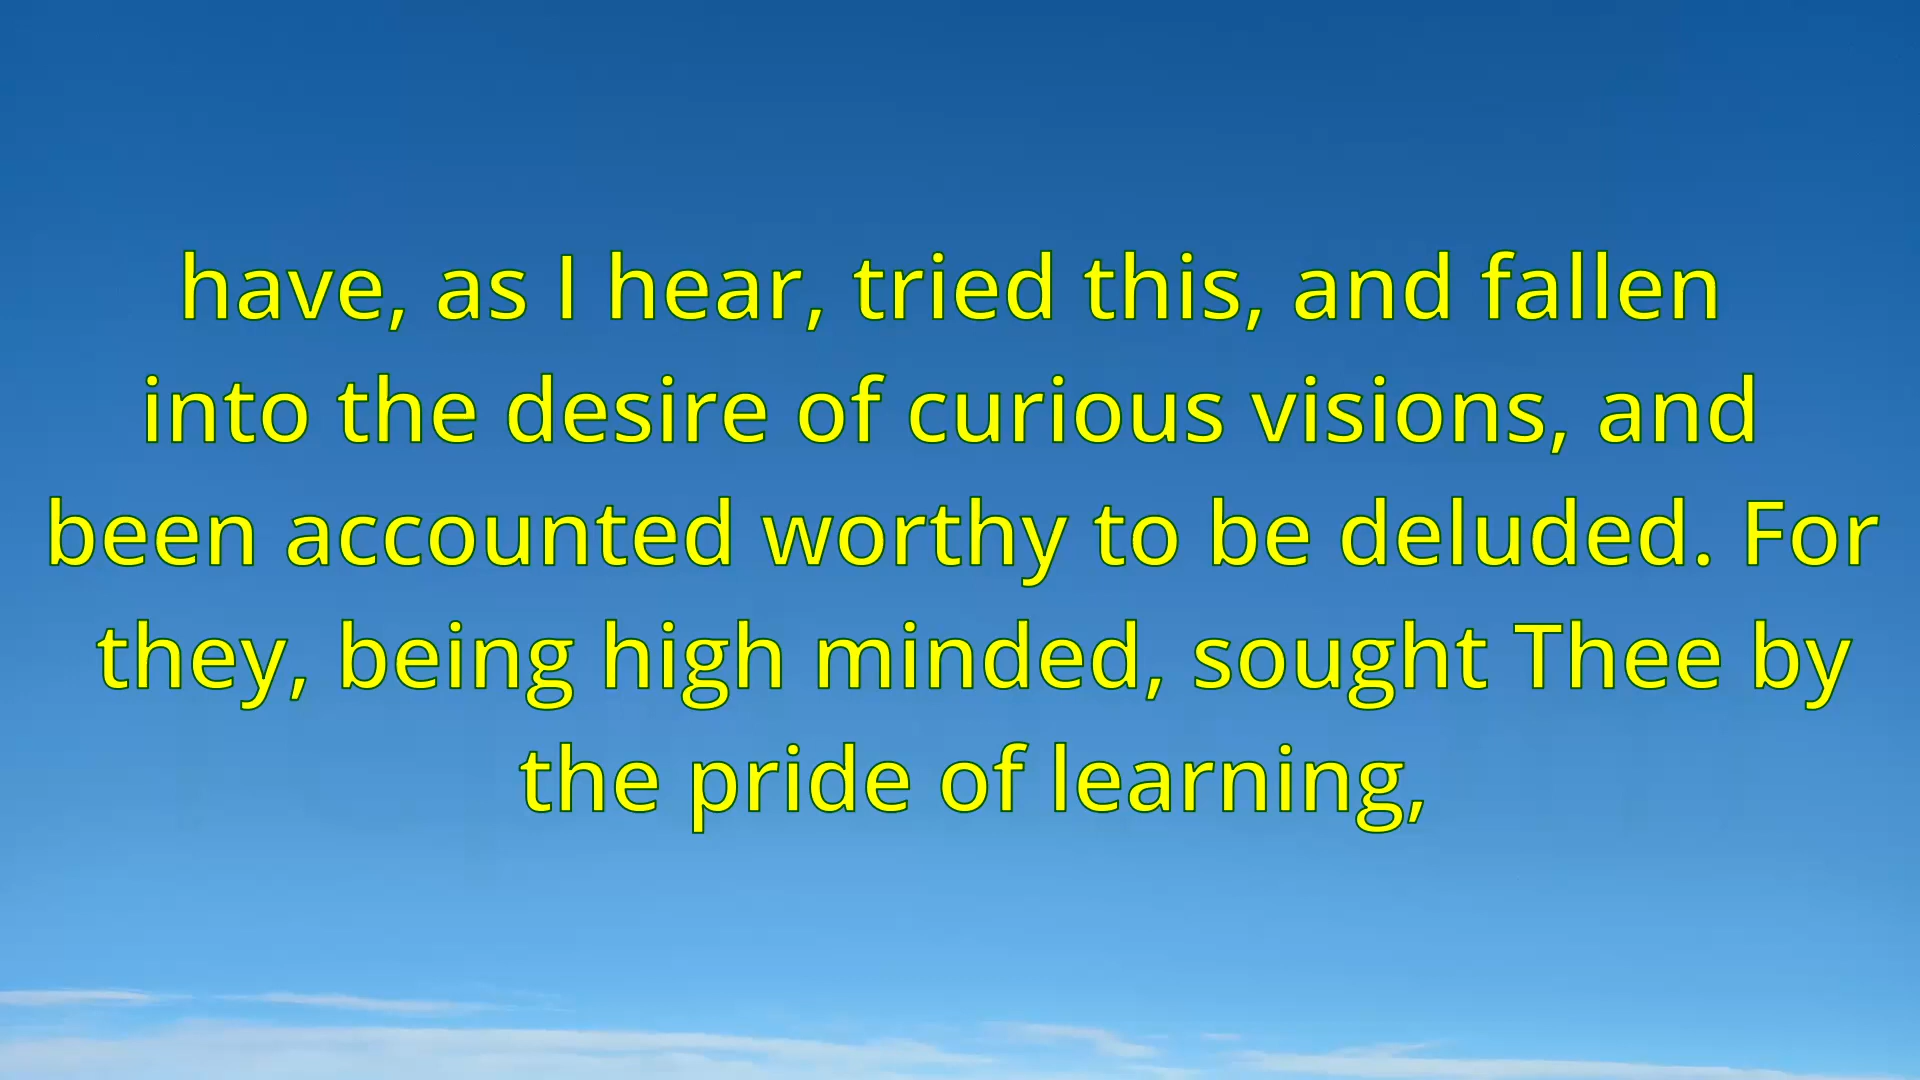 have, as I hear, tried this, and fallen
into the desire of curious visions, and
been accounted worthy to be deluded. For
they, being high minded, sought Thee by
the pride of learning,